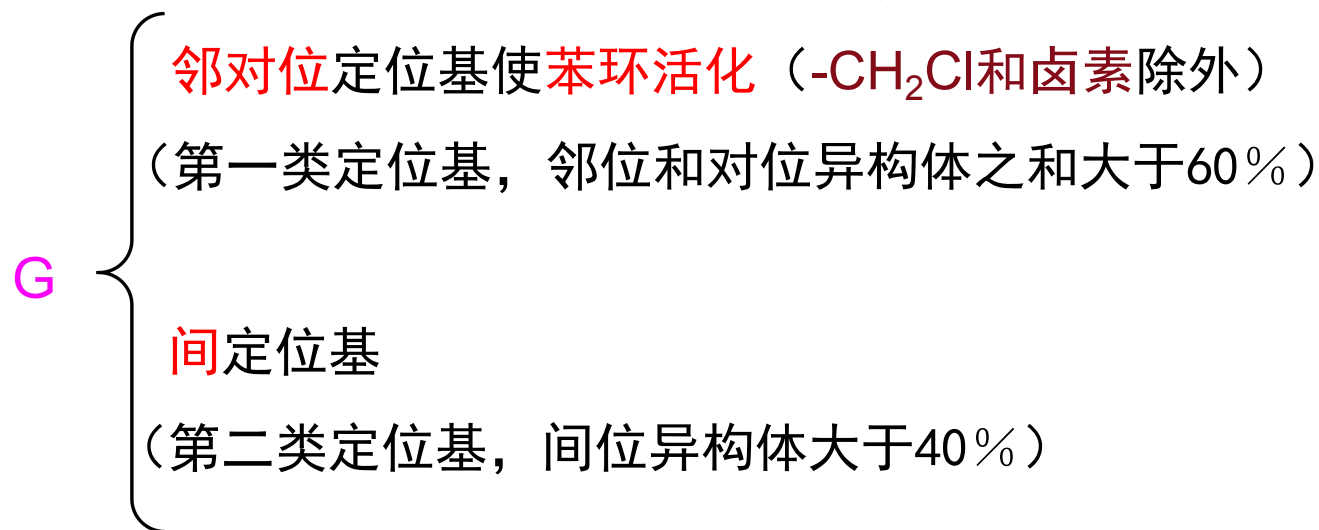 邻对位定位基使苯环活化（-CH₂Cl和卤素除外）
（第一类定位基，邻位和对位异构体之和大于60％）
G
间定位基
（第二类定位基，间位异构体大于40％）